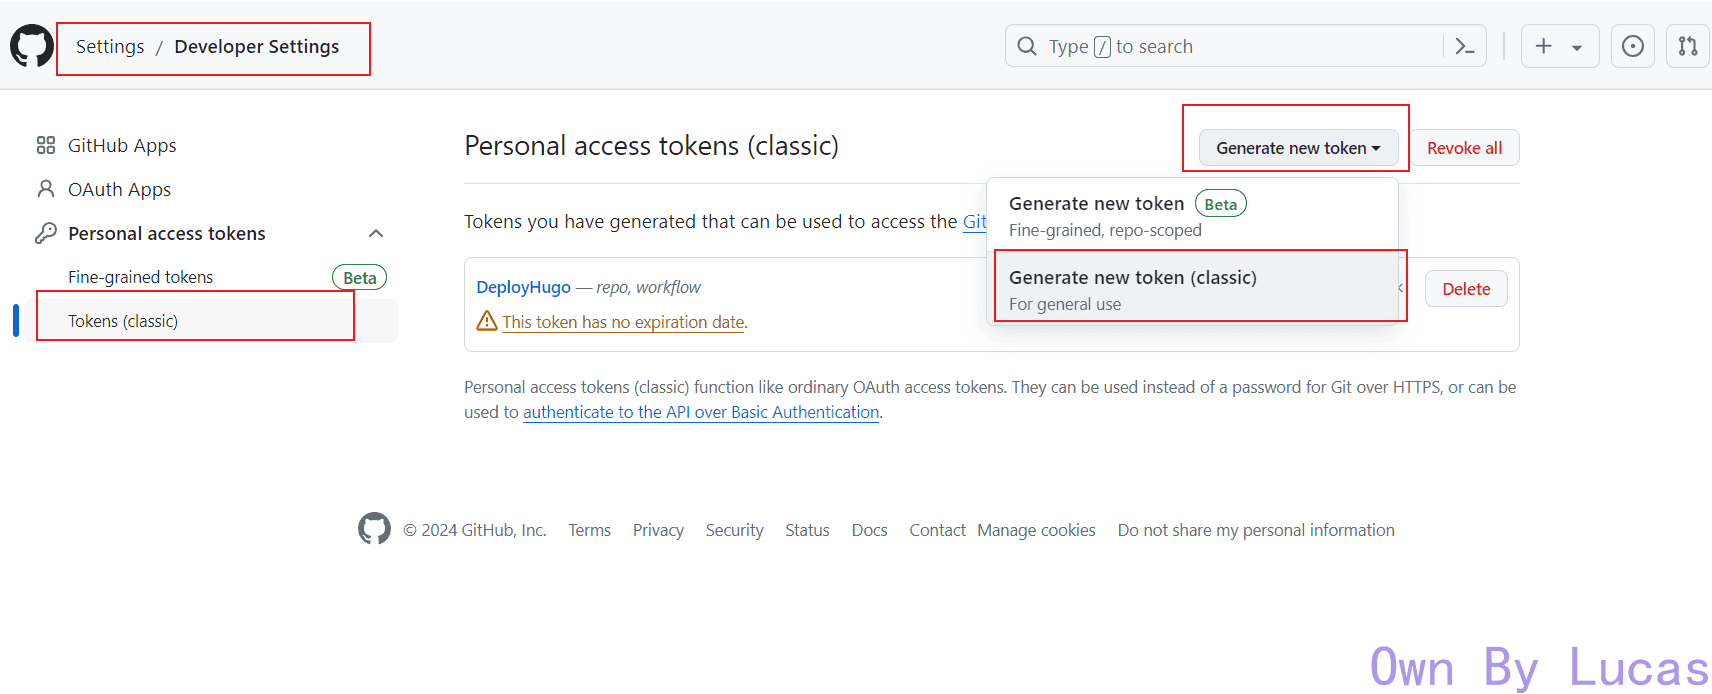 Settings / Developer Settings
Type / to search
GitHub Apps
OAuth Apps
Personal access tokens
Fine-grained tokens Beta
Tokens (classic)
Personal access tokens (classic)
Generate new token
Revoke all
Generate new token Beta
Fine-grained, repo-scoped
Generate new token (classic)
For general use
Tokens you have generated that can be used to access the Git
DeployHugo — repo, workflow
Delete
This token has no expiration date.
Personal access tokens (classic) function like ordinary OAuth access tokens. They can be used instead of a password for Git over HTTPS, or can be
used to authenticate to the API over Basic Authentication.
© 2024 GitHub, Inc. Terms Privacy Security Status Docs Contact Manage cookies Do not share my personal information
Own By Lucas